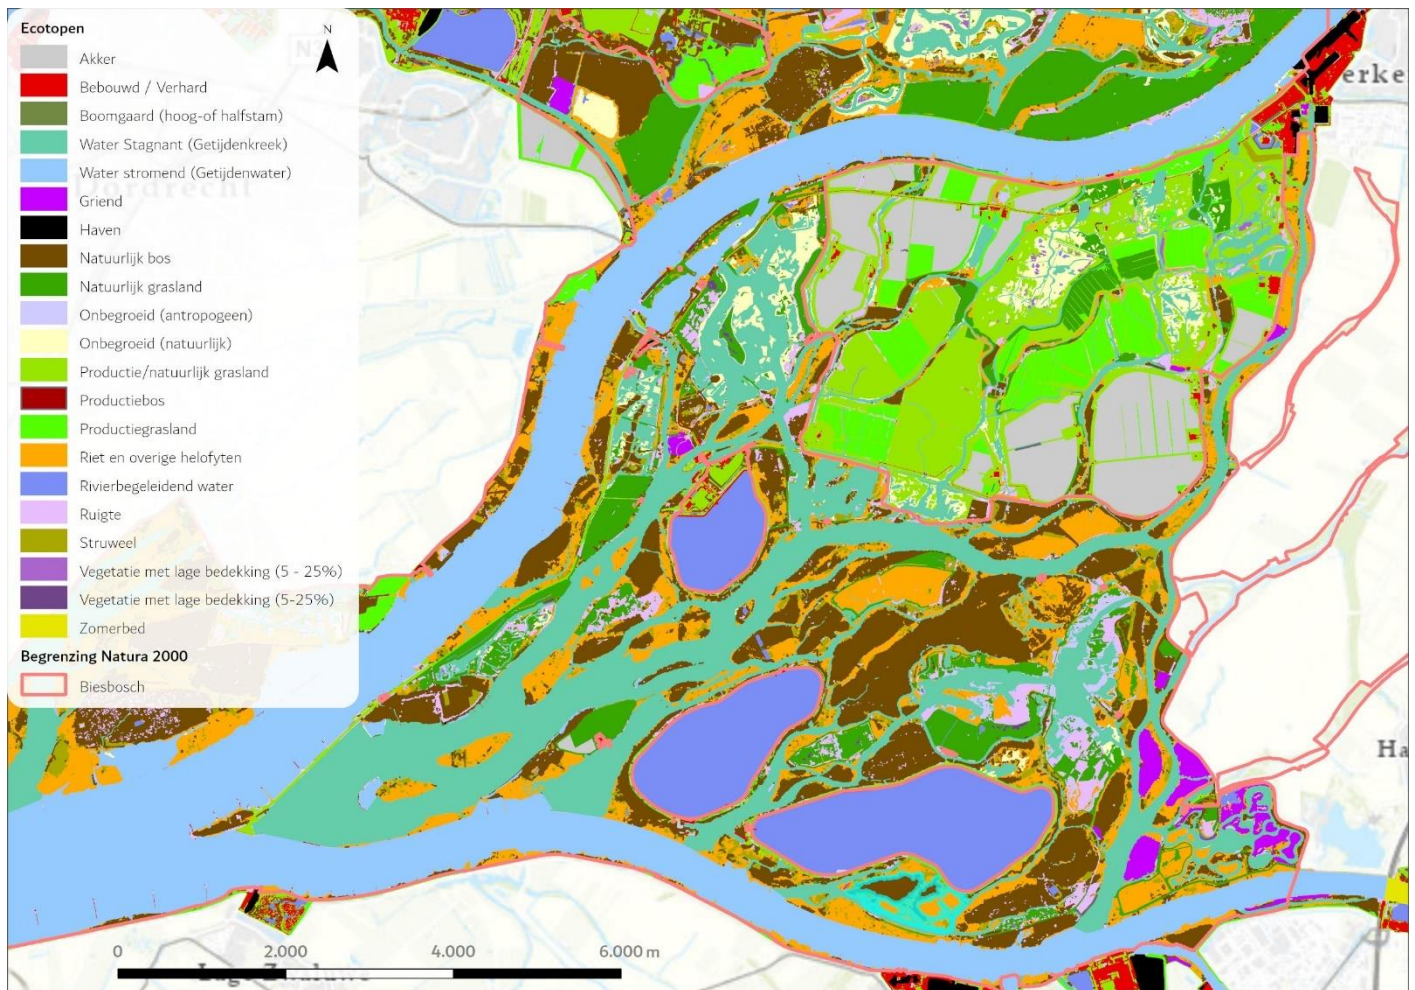 Ecotopen
N
Akker
Bebouwd / Verhard
Boomgaard (hoog-of halfstam)
Water Stagnant (Getijdenkreek)
Water stromend (Getijdenwater)
Dordrecht
Griend
Haven
Natuurlijk bos
Natuurlijk grasland
Onbegroeid (antropogeen)
Onbegroeid (natuurlijk)
Productie/natuurlijk grasland
Productiebos
Productiegrasland
Riet en overige helofyten
Rivierbegeleidend water
Ruigte
Struweel
Vegetatie met lage bedekking (5 - 25%)
Vegetatie met lage bedekking (5-25%)
Zomerbed
Begrenzing Natura 2000
Biesbosch
erke
Ha
0 2.000 4.000 6.000 m